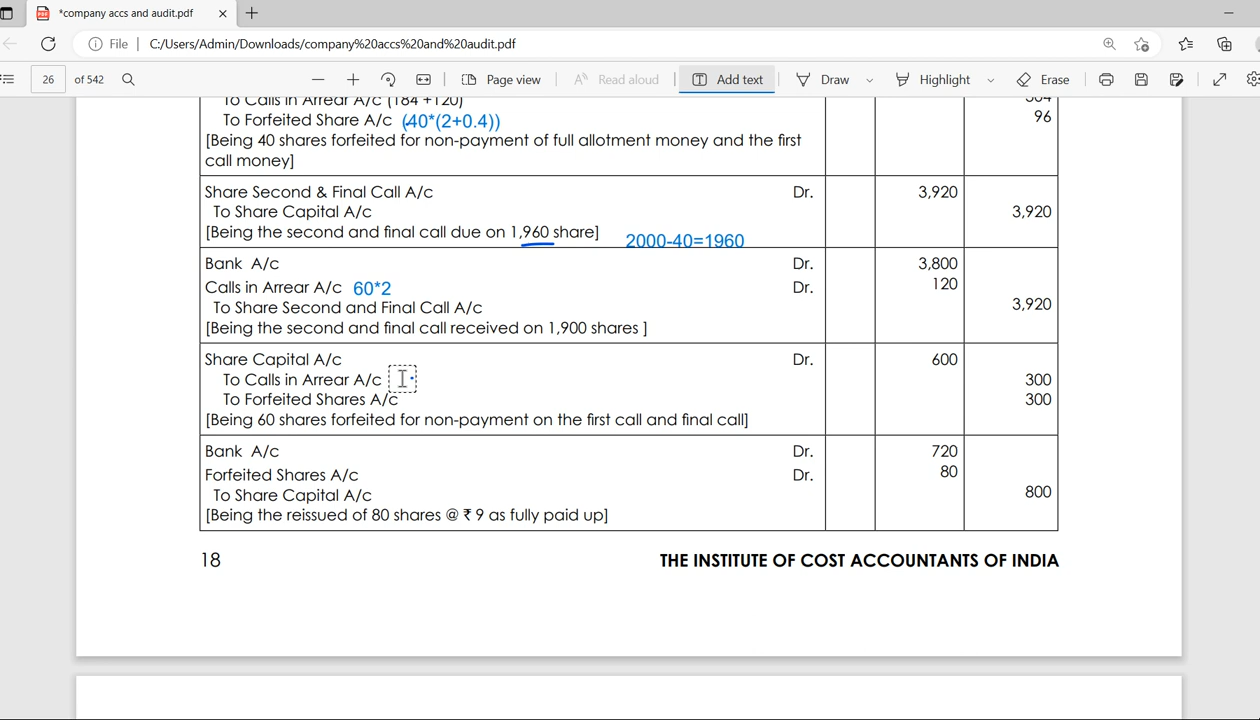 *company accs and audit.pdf
File C:/Users/Admin/Downloads/company%20accs%20and%20audit.pdf
26 of 542 Page view Read aloud Add text Draw Highlight Erase
To Calls in Arrear A/c (184 +120) 304
To Forfeited Share A/c (40*(2+0.4)) 96
[Being 40 shares forfeited for non-payment of full allotment money and the first
call money]
Share Second & Final Call A/c Dr. 3,920
To Share Capital A/c 3,920
[Being the second and final call due on 1,960 share] 2000-40=1960
Bank A/c Dr. 3,800
Calls in Arrear A/c 60*2 Dr. 120
To Share Second and Final Call A/c 3,920
[Being the second and final call received on 1,900 shares ]
Share Capital A/c Dr. 600
To Calls in Arrear A/c 300
To Forfeited Shares A/c 300
[Being 60 shares forfeited for non-payment on the first call and final call]
Bank A/c Dr. 720
Forfeited Shares A/c Dr. 80
To Share Capital A/c 800
[Being the reissued of 80 shares @ ₹ 9 as fully paid up]
18 THE INSTITUTE OF COST ACCOUNTANTS OF INDIA